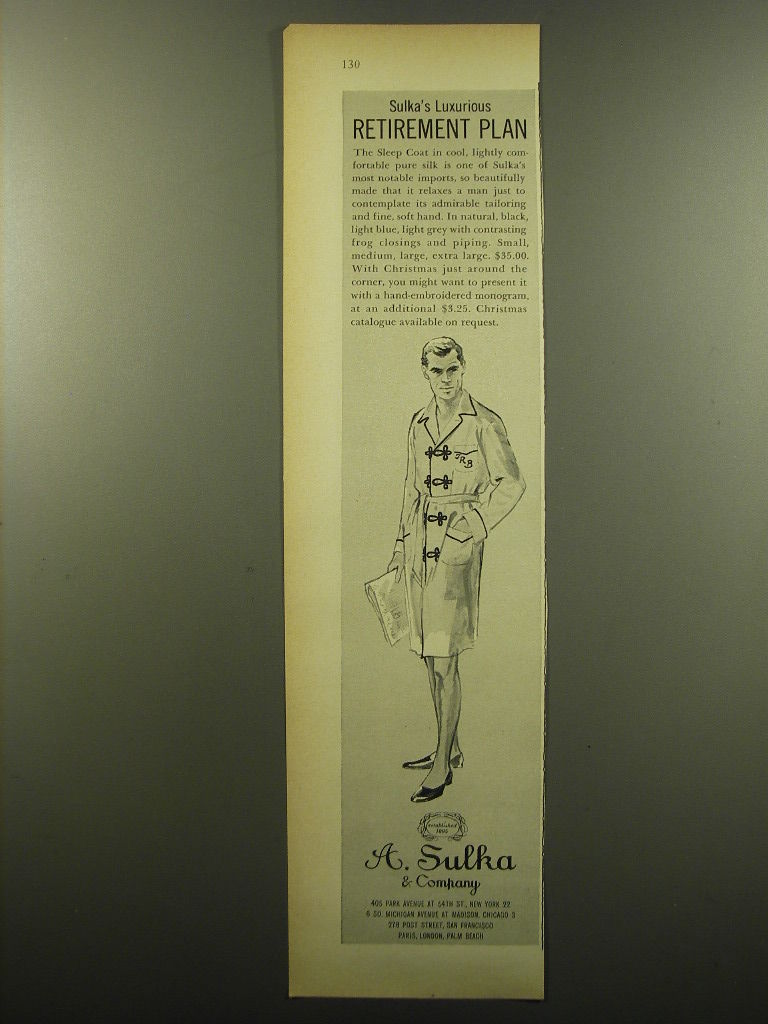 130
Sulka's Luxurious
RETIREMENT PLAN
The Sleep Coat in cool, lightly com-
fortable pure silk is one of Sulka's
most notable imports, so beautifully
made that it relaxes a man just to
contemplate its admirable tailoring
and fine, soft hand. In natural, black,
light blue, light grey with contrasting
frog closings and piping. Small,
medium, large, extra large. $35.00.
With Christmas just around the
corner, you might want to present it
with a hand-embroidered monogram,
at an additional $3.25. Christmas
catalogue available on request.
JRB
established
1895
A. Sulka
& Company
405 PARK AVENUE AT 54TH ST., NEW YORK 22
6 SO. MICHIGAN AVENUE AT MADISON, CHICAGO 3
278 POST STREET, SAN FRANCISCO
PARIS, LONDON, PALM BEACH